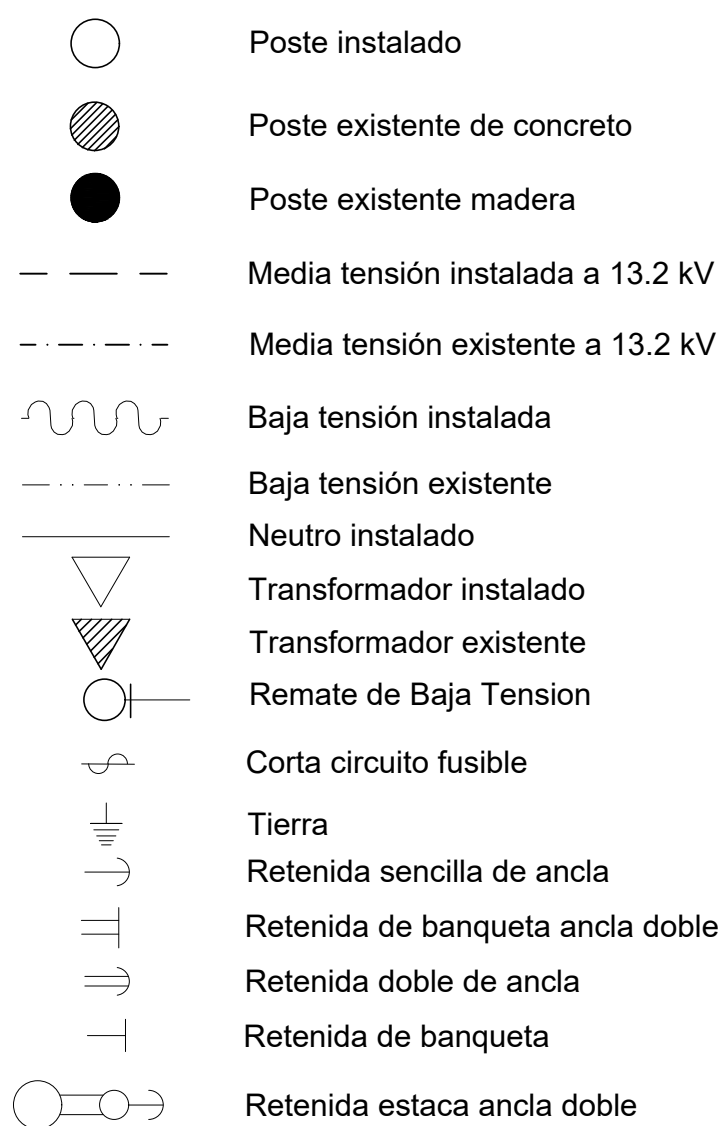 Poste instalado
Poste existente de concreto
Poste existente madera
Media tensión instalada a 13.2 kV
Media tensión existente a 13.2 kV
Baja tensión instalada
Baja tensión existente
Neutro instalado
Transformador instalado
Transformador existente
Remate de Baja Tension
Corta circuito fusible
Tierra
Retenida sencilla de ancla
Retenida de banqueta ancla doble
Retenida doble de ancla
Retenida de banqueta
Retenida estaca ancla doble